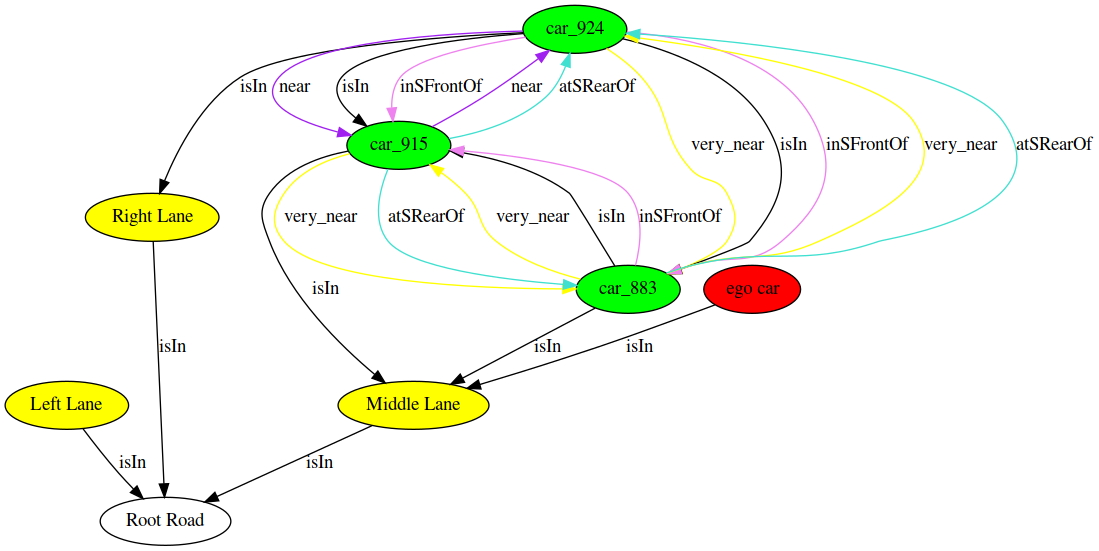 car_924
isIn
near
isIn
inSFrontOf
near
atSRearOf
car_915
very_near
isIn
inSFrontOf
very_near
atSRearOf
Right Lane
very_near
atSRearOf
very_near
isIn
inSFrontOf
isIn
car_883
ego car
isIn
isIn
isIn
Left Lane
Middle Lane
isIn
isIn
Root Road